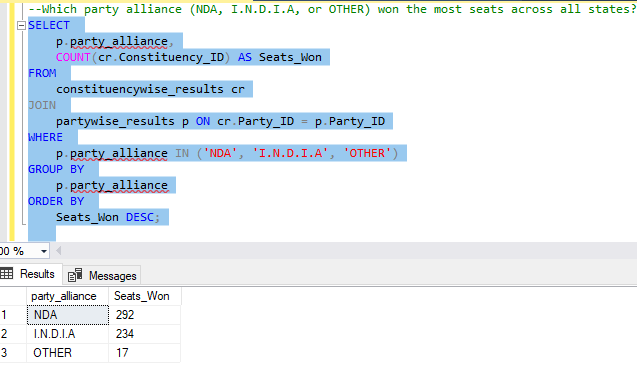 --Which party alliance (NDA, I.N.D.I.A, or OTHER) won the most seats across all states?
SELECT
p.party_alliance,
COUNT(cr.Constituency_ID) AS Seats_Won
FROM
constituencywise_results cr
JOIN
partywise_results p ON cr.Party_ID = p.Party_ID
WHERE
p.party_alliance IN ('NDA', 'I.N.D.I.A', 'OTHER')
GROUP BY
p.party_alliance
ORDER BY
Seats_Won DESC;
00 %
Results Messages
party_alliance Seats_Won
1 NDA 292
2 I.N.D.I.A 234
3 OTHER 17